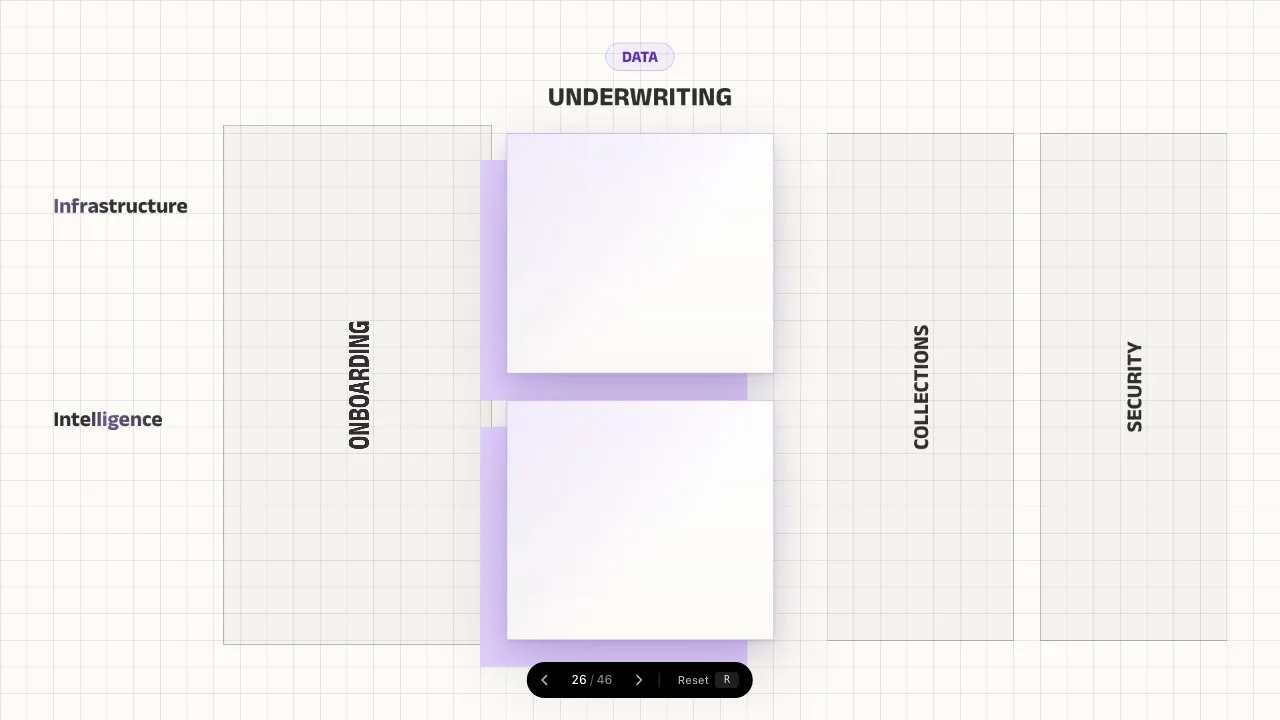 DATA
UNDERWRITING
Infrastructure
Intelligence
ONBOARDING
COLLECTIONS
SECURITY
26 / 46
Reset R